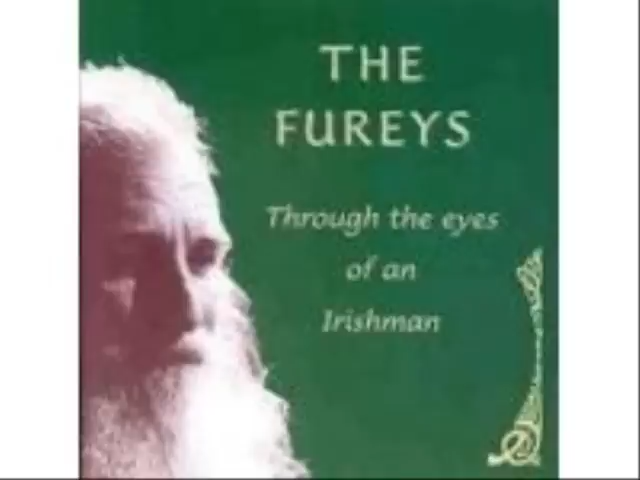 THE
FUREYS
Through the eyes
of an
Irishman